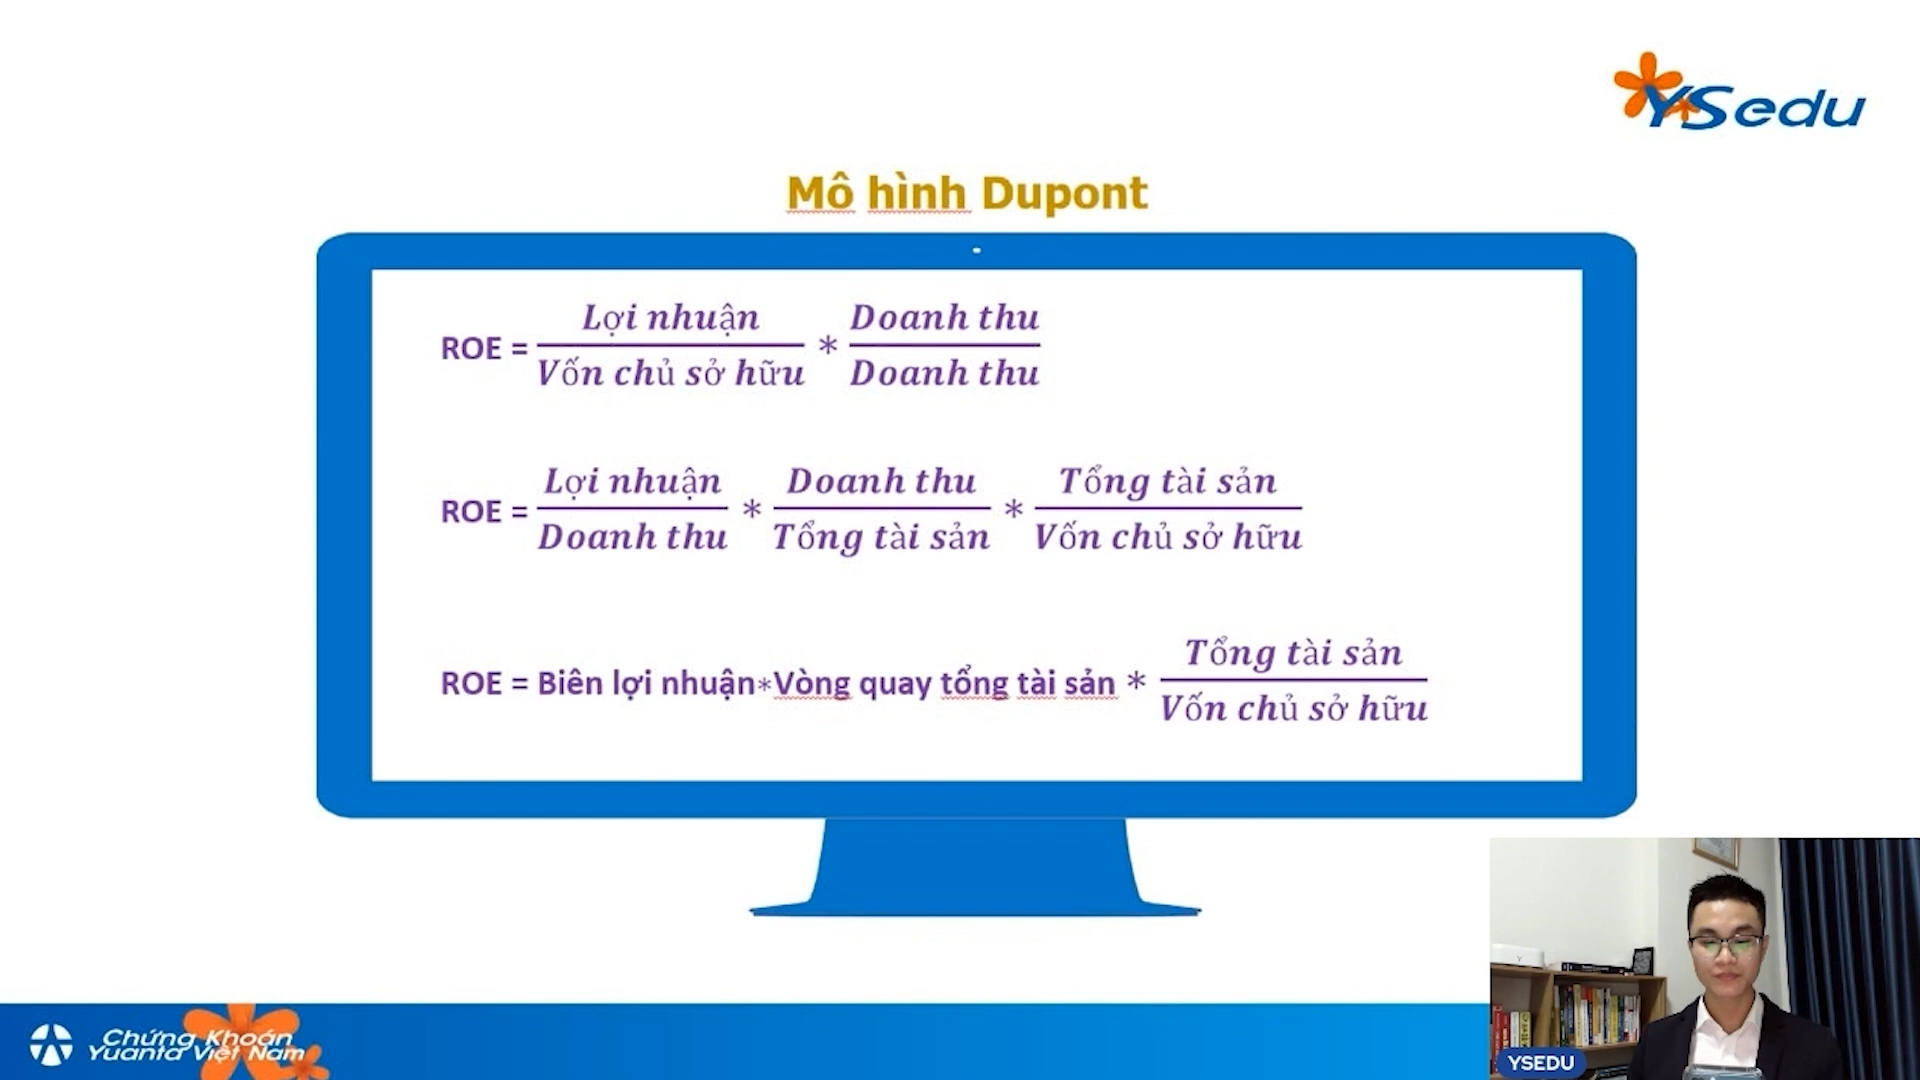 YSedu
Mô hình Dupont
ROE = Lợi nhuận / Vốn chủ sở hữu * Doanh thu / Doanh thu
ROE = Lợi nhuận / Doanh thu * Doanh thu / Tổng tài sản * Tổng tài sản / Vốn chủ sở hữu
ROE = Biên lợi nhuận*Vòng quay tổng tài sản * Tổng tài sản / Vốn chủ sở hữu
Chứng Khoán
Yuanta Việt Nam
YSEDU